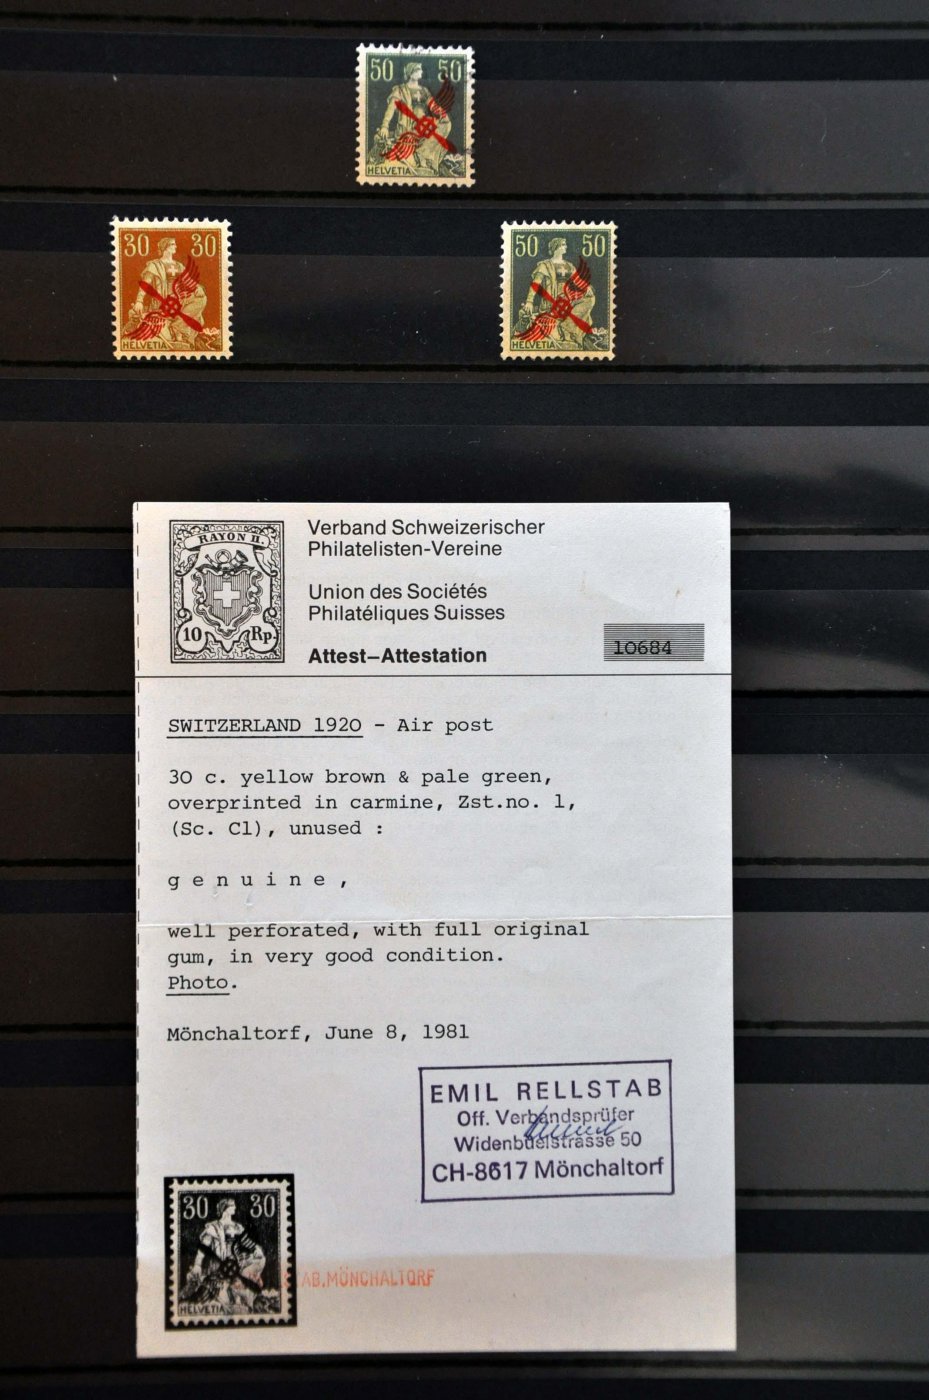 50 50
HELVETIA
30 30
HELVETIA
50 50
HELVETIA
RAYON II.
10 Rp.
Verband Schweizerischer
Philatelisten-Vereine
Union des Sociétés
Philatéliques Suisses
Attest–Attestation
10684
SWITZERLAND 1920 - Air post
30 c. yellow brown & pale green,
overprinted in carmine, Zst.no. 1,
(Sc. C1), unused :
g e n u i n e ,
well perforated, with full original
gum, in very good condition.
Photo.
Mönchaltorf, June 8, 1981
EMIL RELLSTAB
Off. Verbandsprüfer
Widenbüelstrasse 50
CH-8617 Mönchaltorf
30 30
HELVETIA
AB.MÖNCHALTORF